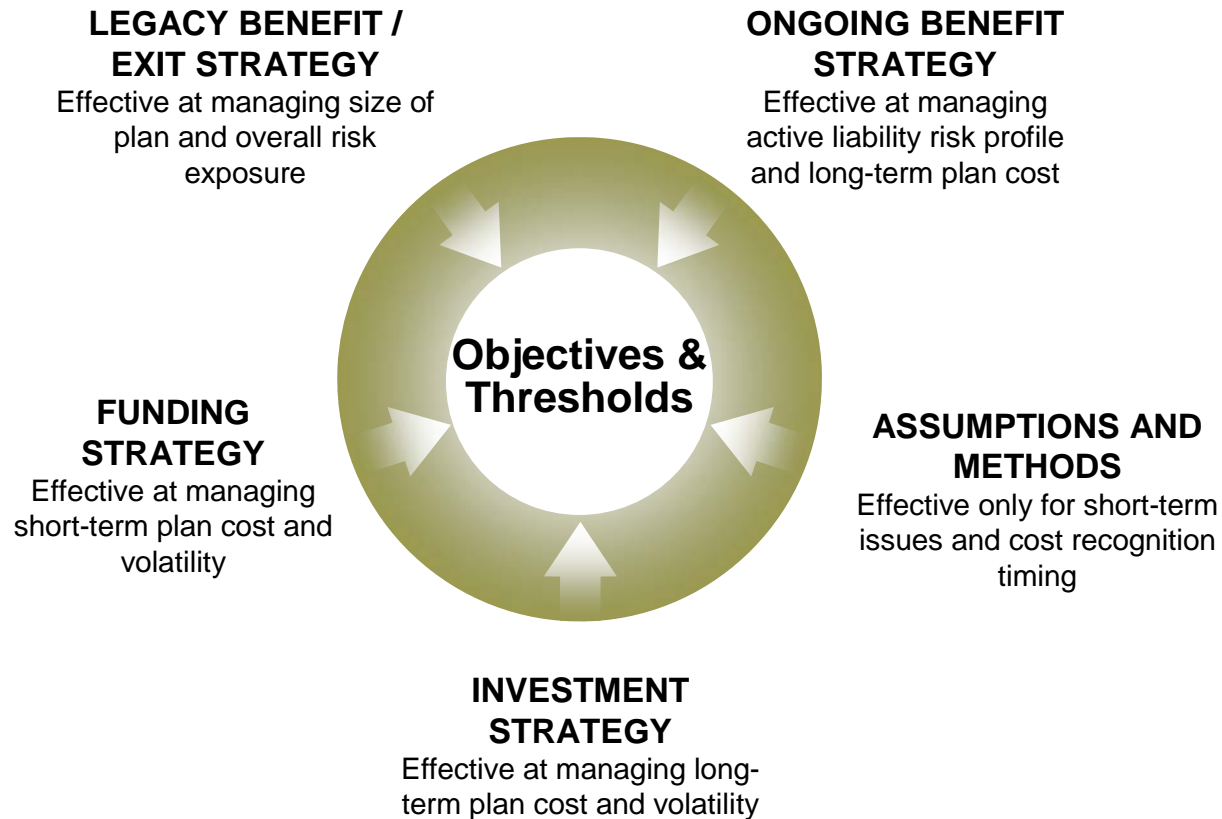 LEGACY BENEFIT /
EXIT STRATEGY
Effective at managing size of
plan and overall risk
exposure
ONGOING BENEFIT
STRATEGY
Effective at managing
active liability risk profile
and long-term plan cost
Objectives &
Thresholds
FUNDING
STRATEGY
Effective at managing
short-term plan cost and
volatility
ASSUMPTIONS AND
METHODS
Effective only for short-term
issues and cost recognition
timing
INVESTMENT
STRATEGY
Effective at managing long-
term plan cost and volatility